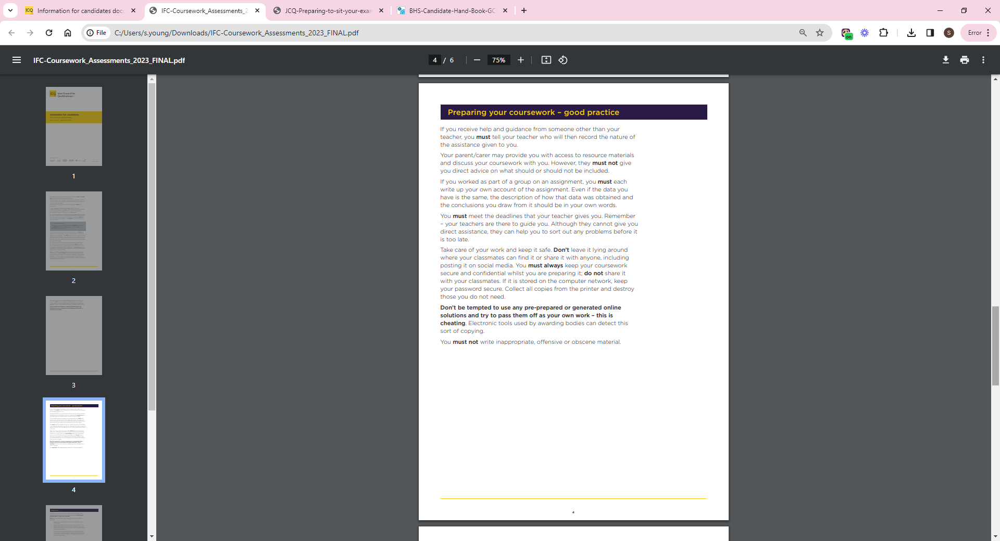 Information for candidates docu
IFC-Coursework_Assessments_2
JCQ-Preparing-to-sit-your-exan
BHS-Candidate-Hand-Book-GC
File
C:/Users/s.young/Downloads/IFC-Coursework_Assessments_2023_FINAL.pdf
on
S
Error
IFC-Coursework_Assessments_2023_FINAL.pdf
4 / 6
75%
JCQ Joint Council for
Qualifications
Information for candidates
1
2
3
4
Preparing your coursework – good practice
If you receive help and guidance from someone other than your
teacher, you must tell your teacher who will then record the nature of
the assistance given to you.
Your parent/carer may provide you with access to resource materials
and discuss your coursework with you. However, they must not give
you direct advice on what should or should not be included.
If you worked as part of a group on an assignment, you must each
write up your own account of the assignment. Even if the data you
have is the same, the description of how that data was obtained and
the conclusions you draw from it should be in your own words.
You must meet the deadlines that your teacher gives you. Remember
– your teachers are there to guide you. Although they cannot give you
direct assistance, they can help you to sort out any problems before it
is too late.
Take care of your work and keep it safe. Don't leave it lying around
where your classmates can find it or share it with anyone, including
posting it on social media. You must always keep your coursework
secure and confidential whilst you are preparing it; do not share it
with your classmates. If it is stored on the computer network, keep
your password secure. Collect all copies from the printer and destroy
those you do not need.
Don't be tempted to use any pre-prepared or generated online
solutions and try to pass them off as your own work – this is
cheating. Electronic tools used by awarding bodies can detect this
sort of copying.
You must not write inappropriate, offensive or obscene material.
4